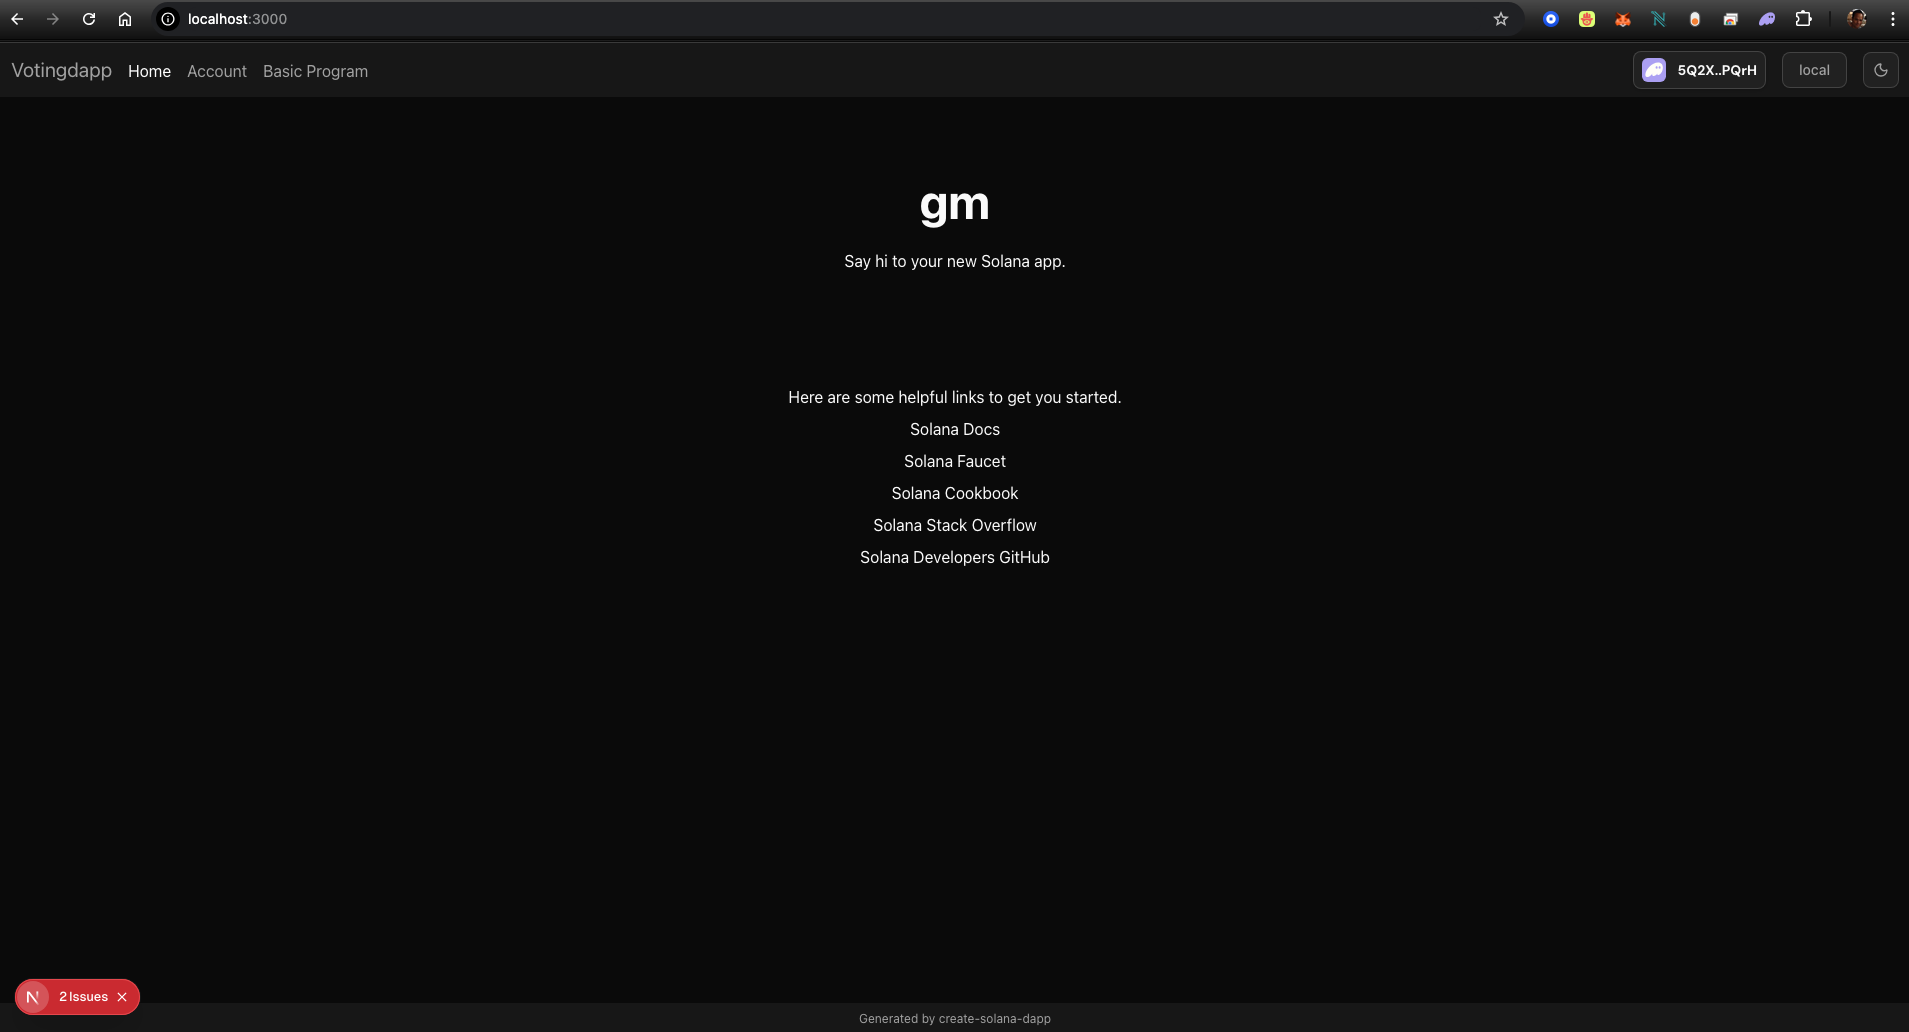 localhost:3000
Votingdapp Home Account Basic Program 5Q2X..PQrH local
gm
Say hi to your new Solana app.
Here are some helpful links to get you started.
Solana Docs
Solana Faucet
Solana Cookbook
Solana Stack Overflow
Solana Developers GitHub
N 2 Issues
Generated by create-solana-dapp